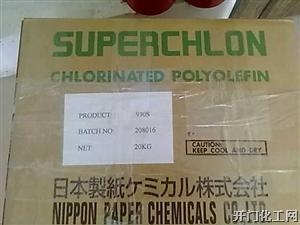 SUPERCHLON
CHLORINATED POLYOLEFIN
PRODUCT: 930S
BATCH NO: 208016
NET: 20KG
CAUTION:
KEEP COOL AND DRY
日本製紙ケミカル株式会社
NIPPON PAPER CHEMICALS CO.,LTD.
开门化工网